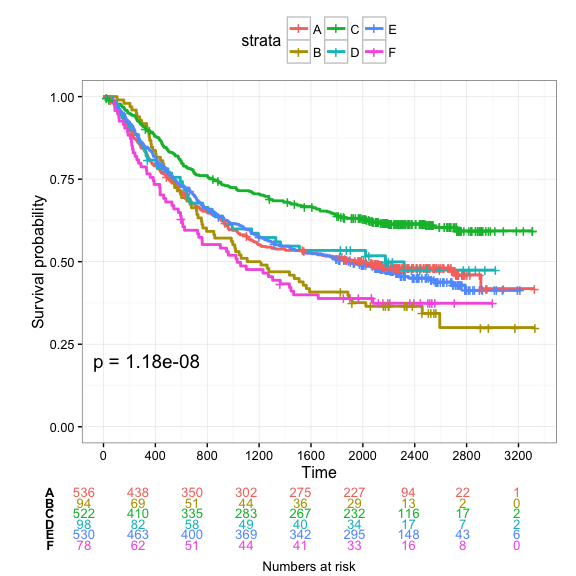 strata A C E
B D F
1.00
0.75
0.50
0.25
0.00
Survival probability
p = 1.18e-08
0 400 800 1200 1600 2000 2400 2800 3200
Time
A 536 438 350 302 275 227 94 22 1
B 94 69 51 44 36 29 13 2 0
C 522 410 335 283 267 232 116 17 2
D 98 82 58 49 40 34 17 7 2
E 530 463 400 369 342 295 148 43 6
F 78 62 51 44 41 33 16 8 0
Numbers at risk